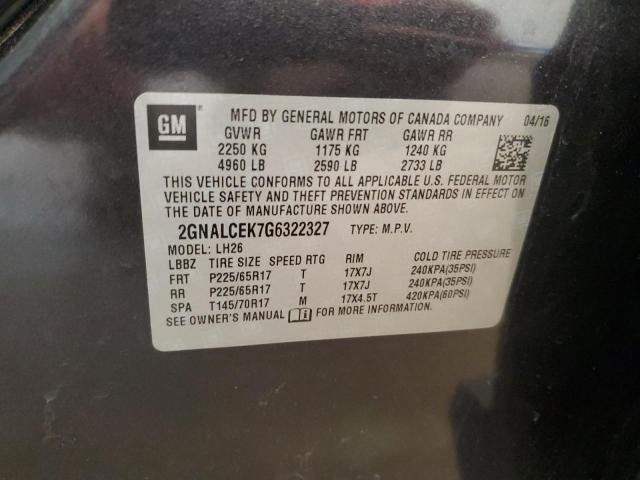 GM
MFD BY GENERAL MOTORS OF CANADA COMPANY 04/16
GVWR GAWR FRT GAWR RR
2250 KG 1175 KG 1240 KG
4960 LB 2590 LB 2733 LB
THIS VEHICLE CONFORMS TO ALL APPLICABLE U.S. FEDERAL MOTOR
VEHICLE SAFETY AND THEFT PREVENTION STANDARDS IN EFFECT ON
THE DATE OF MANUFACTURE SHOWN ABOVE.
2GNALCEK7G6322327 TYPE: M.P.V.
MODEL: LH26
LBBZ TIRE SIZE SPEED RTG RIM COLD TIRE PRESSURE
FRT P225/65R17 T 17X7J 240KPA(35PSI)
RR P225/65R17 T 17X7J 240KPA(35PSI)
SPA T145/70R17 M 17X4.5T 420KPA(60PSI)
SEE OWNER'S MANUAL FOR MORE INFORMATION.